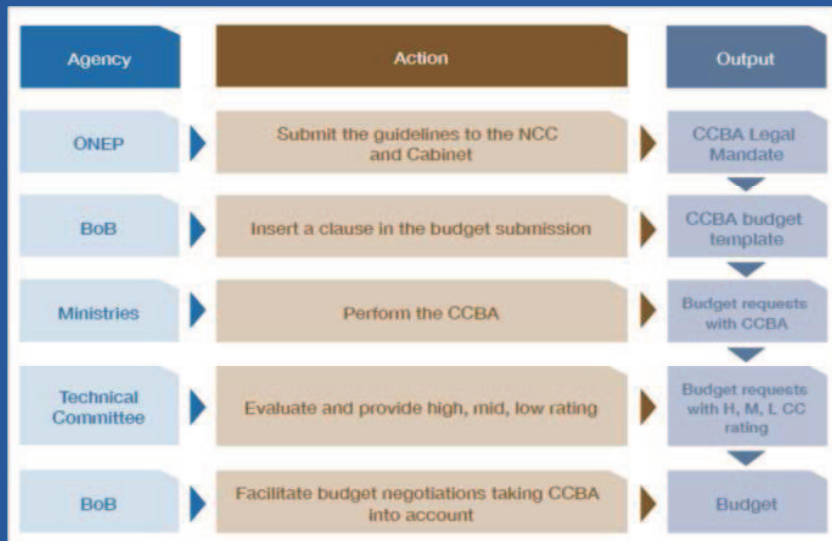 Agency
Action
Output
ONEP
Submit the guidelines to the NCC
and Cabinet
CCBA Legal
Mandate
BoB
Insert a clause in the budget submission
CCBA budget
template
Ministries
Perform the CCBA
Budget requests
with CCBA
Technical
Committee
Evaluate and provide high, mid, low rating
Budget requests
with H, M, L CC
rating
BoB
Facilitate budget negotiations taking CCBA
into account
Budget